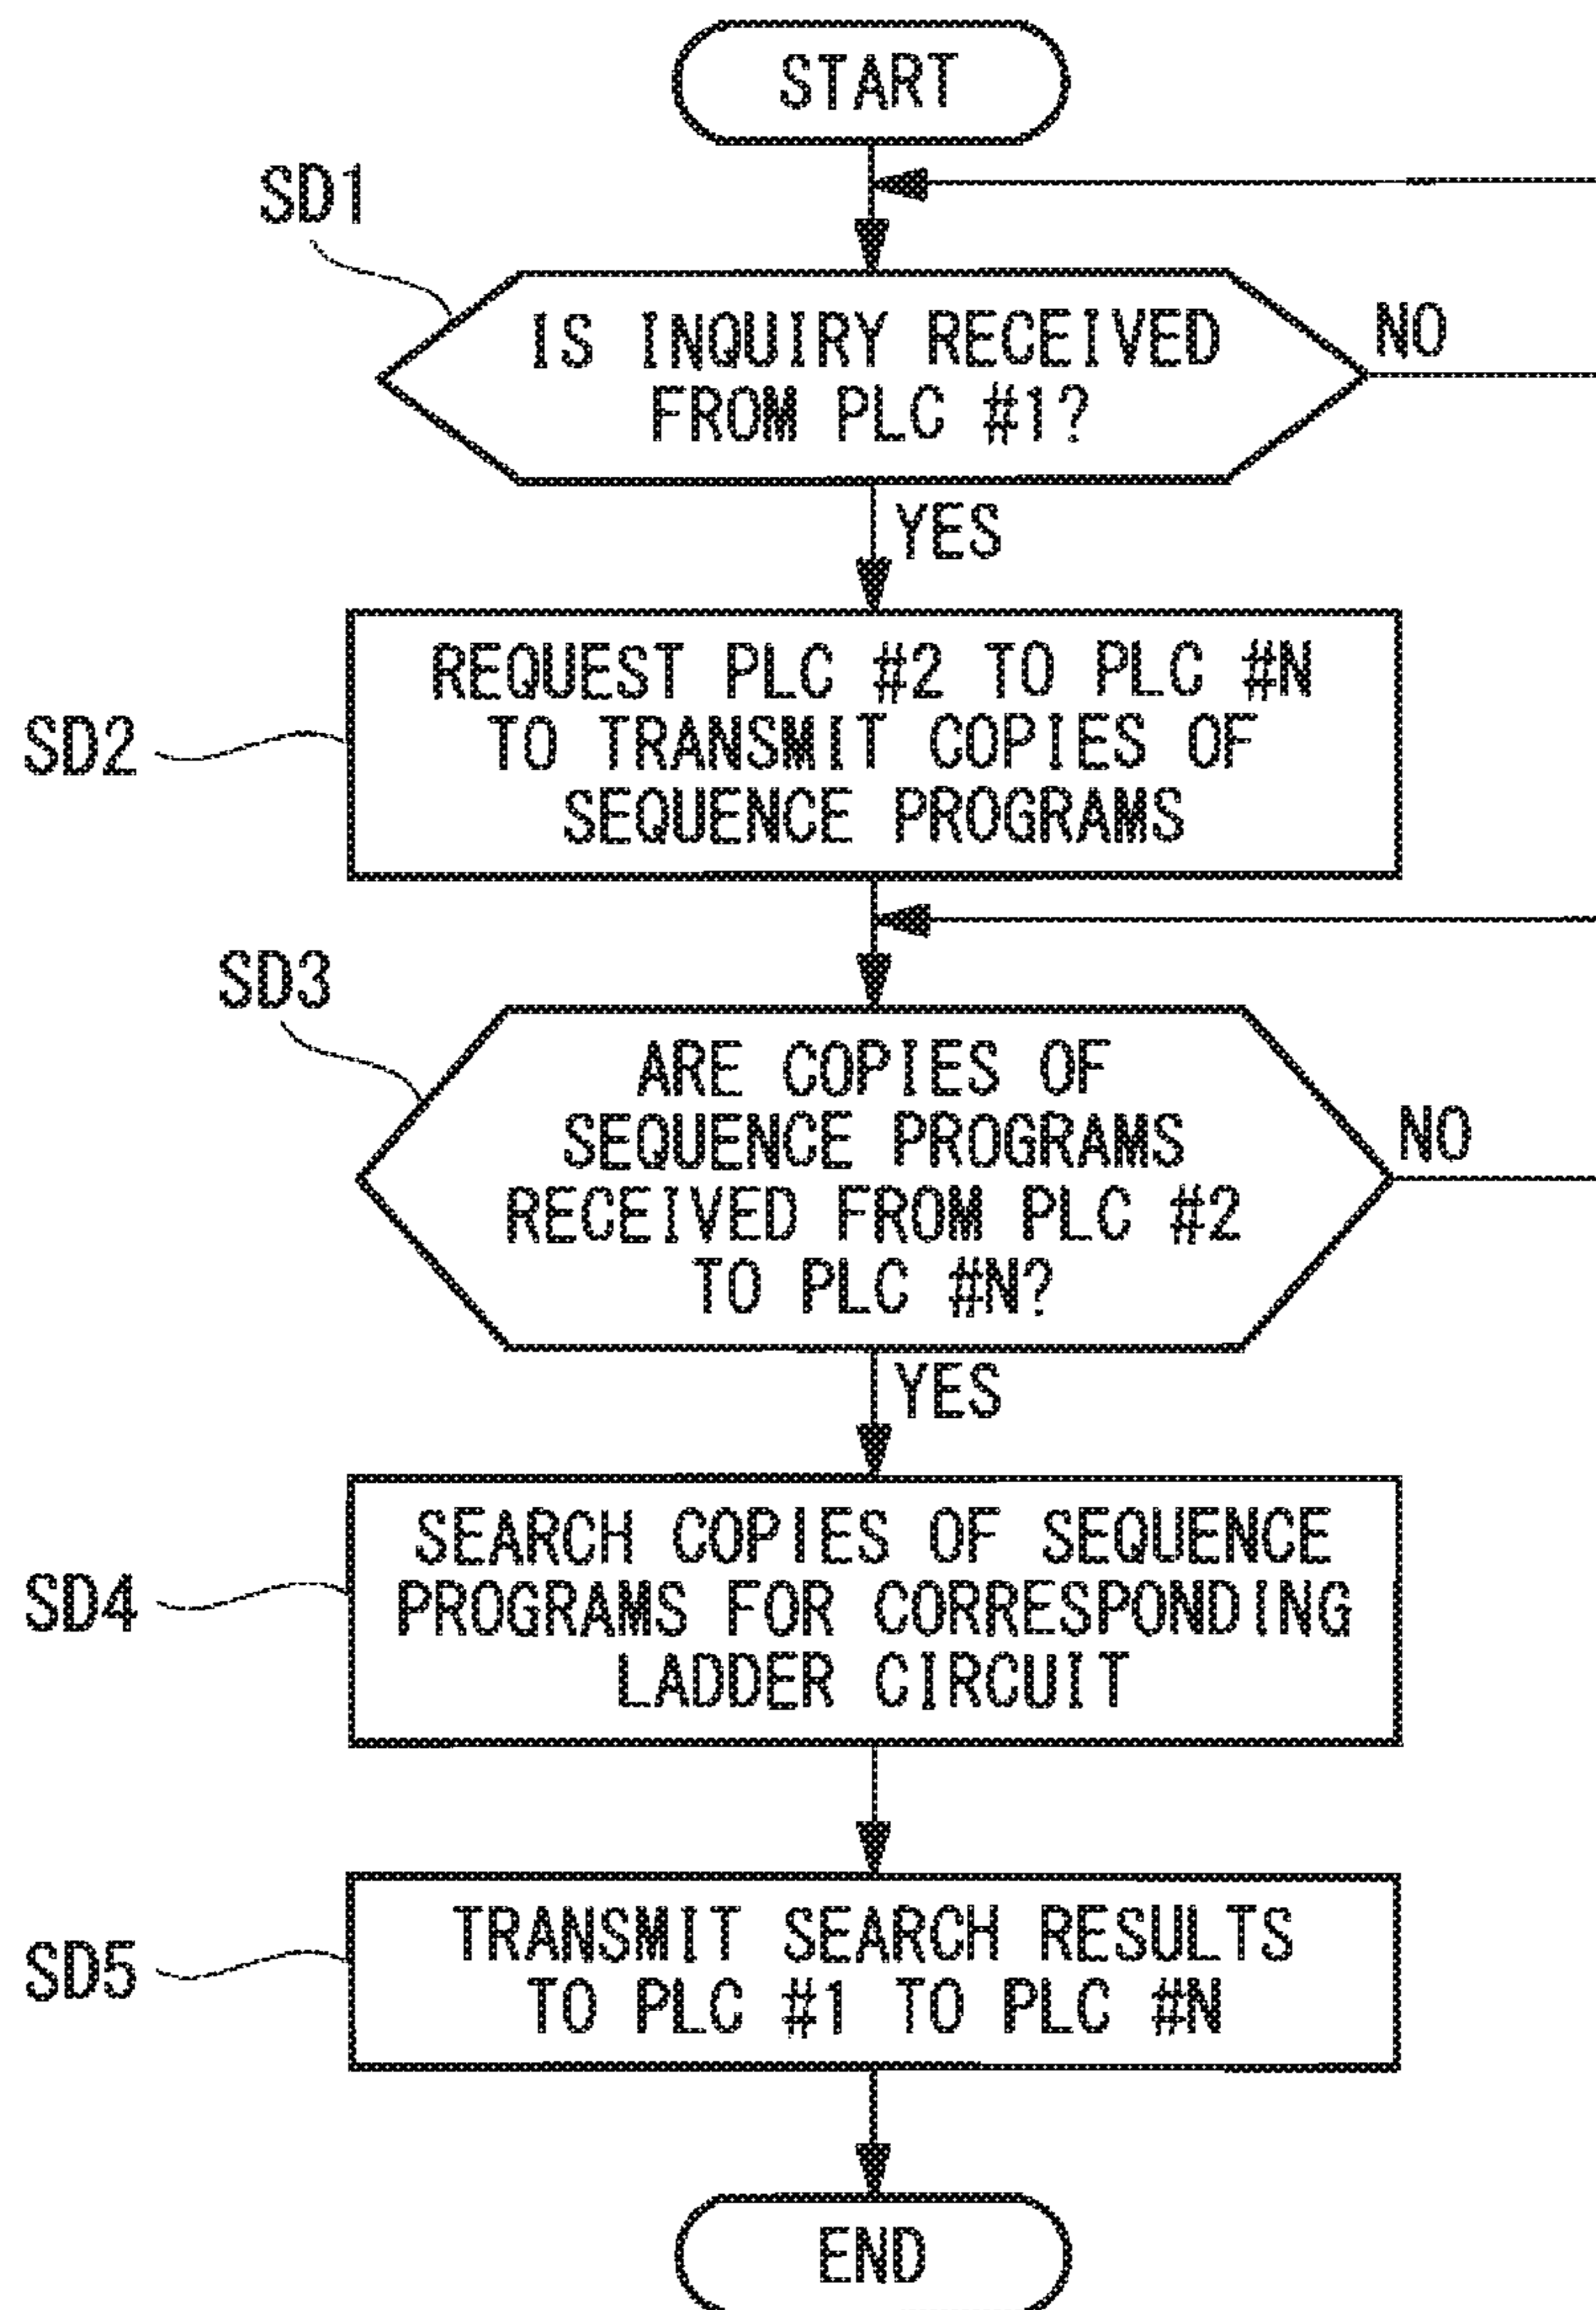 START
SD1
IS INQUIRY RECEIVED
FROM PLC #1?
NO
YES
SD2
REQUEST PLC #2 TO PLC #N
TO TRANSMIT COPIES OF
SEQUENCE PROGRAMS
SD3
ARE COPIES OF
SEQUENCE PROGRAMS
RECEIVED FROM PLC #2
TO PLC #N?
NO
YES
SD4
SEARCH COPIES OF SEQUENCE
PROGRAMS FOR CORRESPONDING
LADDER CIRCUIT
SD5
TRANSMIT SEARCH RESULTS
TO PLC #1 TO PLC #N
END